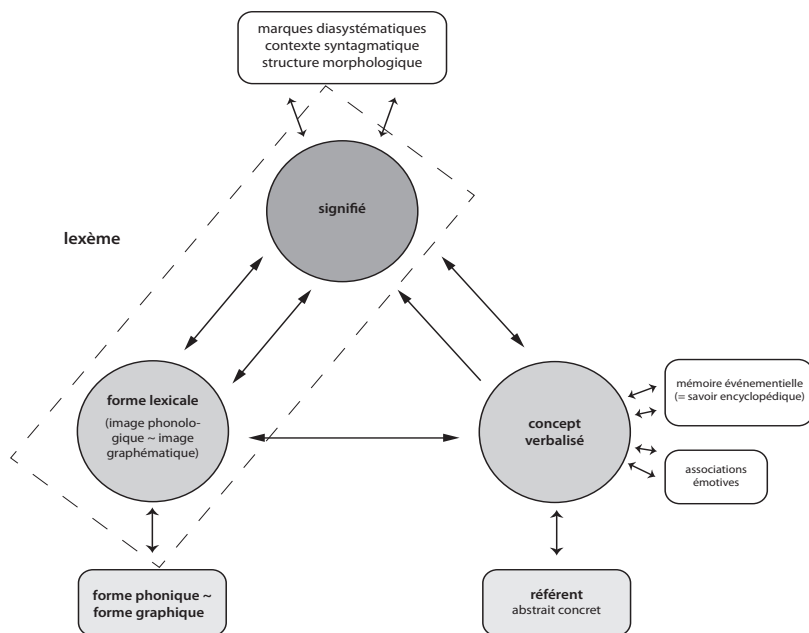 marques diasystématiques
contexte syntagmatique
structure morphologique
signifié
lexème
forme lexicale
(image phonolo-
gique ~ image
graphématique)
concept
verbalisé
mémoire événementielle
(= savoir encyclopédique)
associations
émotives
forme phonique ~
forme graphique
référent
abstrait concret